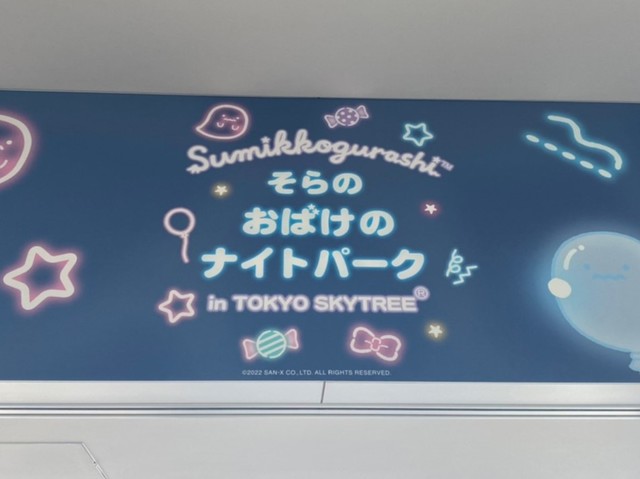 Sumikkogurashi™
そらの
おばけの
ナイトパーク
in TOKYO SKYTREE®
©2022 SAN-X CO., LTD. ALL RIGHTS RESERVED.